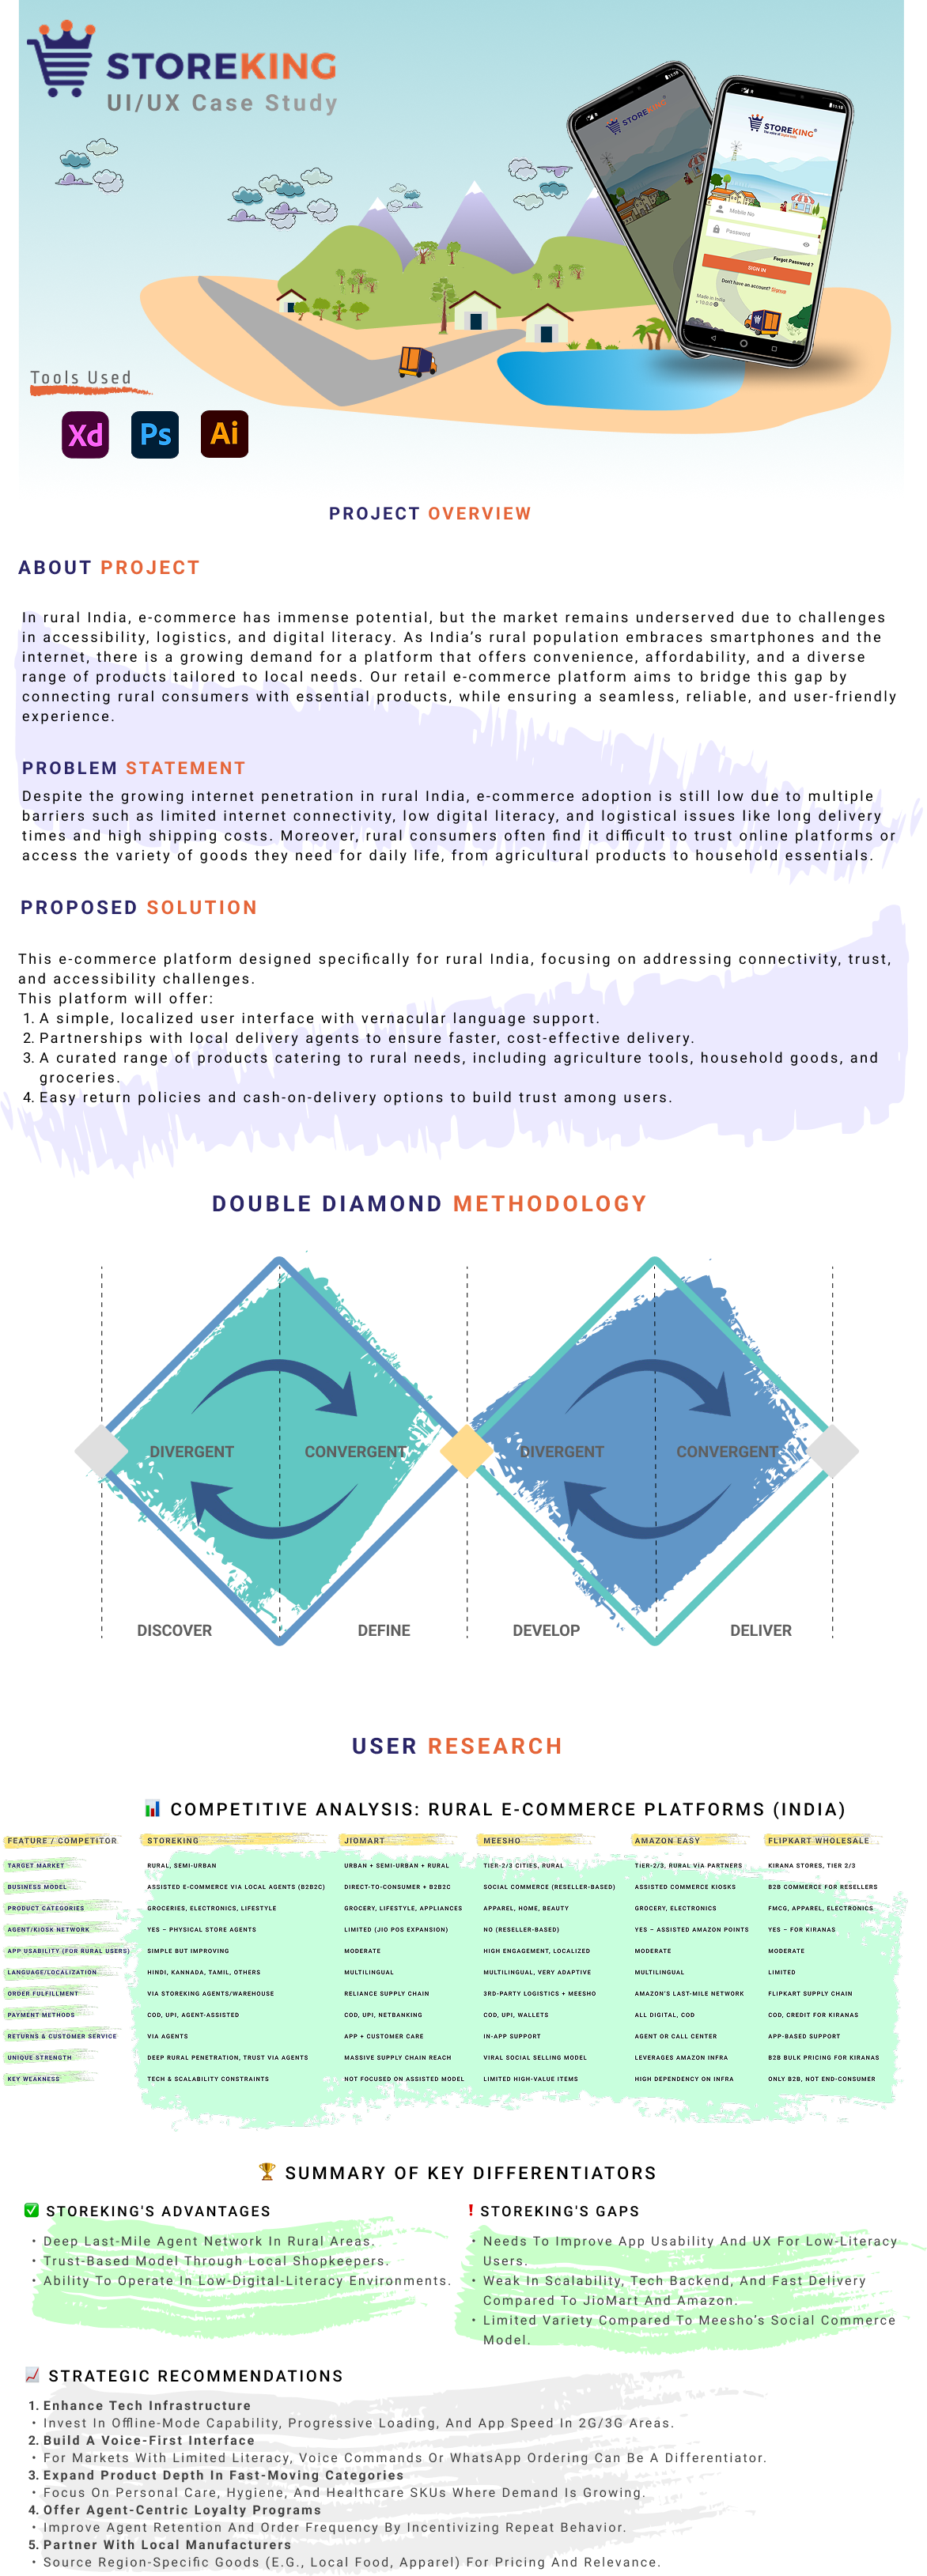 STOREKING
UI/UX Case Study
STOREKING
STOREKING
Mobile No
Password
Forgot Password ?
SIGN IN
Don't have an account? Signup
Made in India
v 10.0.0
Tools Used
Xd Ps Ai
PROJECT OVERVIEW
ABOUT PROJECT
In rural India, e-commerce has immense potential, but the market remains underserved due to challenges
in accessibility, logistics, and digital literacy. As India's rural population embraces smartphones and the
internet, there is a growing demand for a platform that offers convenience, affordability, and a diverse
range of products tailored to local needs. Our retail e-commerce platform aims to bridge this gap by
connecting rural consumers with essential products, while ensuring a seamless, reliable, and user-friendly
experience.
PROBLEM STATEMENT
Despite the growing internet penetration in rural India, e-commerce adoption is still low due to multiple
barriers such as limited internet connectivity, low digital literacy, and logistical issues like long delivery
times and high shipping costs. Moreover, rural consumers often find it difficult to trust online platforms or
access the variety of goods they need for daily life, from agricultural products to household essentials.
PROPOSED SOLUTION
This e-commerce platform designed specifically for rural India, focusing on addressing connectivity, trust,
and accessibility challenges.
This platform will offer:
1. A simple, localized user interface with vernacular language support.
2. Partnerships with local delivery agents to ensure faster, cost-effective delivery.
3. A curated range of products catering to rural needs, including agriculture tools, household goods, and
groceries.
4. Easy return policies and cash-on-delivery options to build trust among users.
DOUBLE DIAMOND METHODOLOGY
DIVERGENT CONVERGENT DIVERGENT CONVERGENT
DISCOVER DEFINE DEVELOP DELIVER
USER RESEARCH
COMPETITIVE ANALYSIS: RURAL E-COMMERCE PLATFORMS (INDIA)
FEATURE / COMPETITOR STOREKING JIOMART MEESHO AMAZON EASY FLIPKART WHOLESALE
TARGET MARKET RURAL, SEMI-URBAN URBAN + SEMI-URBAN + RURAL TIER-2/3 CITIES, RURAL TIER-2/3, RURAL VIA PARTNERS KIRANA STORES, TIER 2/3
BUSINESS MODEL ASSISTED E-COMMERCE VIA LOCAL AGENTS (B2B2C) DIRECT-TO-CONSUMER + B2B2C SOCIAL COMMERCE (RESELLER-BASED) ASSISTED COMMERCE KIOSKS B2B COMMERCE FOR RESELLERS
PRODUCT CATEGORIES GROCERIES, ELECTRONICS, LIFESTYLE GROCERY, LIFESTYLE, APPLIANCES APPAREL, HOME, BEAUTY GROCERY, ELECTRONICS FMCG, APPAREL, ELECTRONICS
AGENT/KIOSK NETWORK YES – PHYSICAL STORE AGENTS LIMITED (JIO POS EXPANSION) NO (RESELLER-BASED) YES – ASSISTED AMAZON POINTS YES – FOR KIRANAS
APP USABILITY (FOR RURAL USERS) SIMPLE BUT IMPROVING MODERATE HIGH ENGAGEMENT, LOCALIZED MODERATE MODERATE
LANGUAGE/LOCALIZATION HINDI, KANNADA, TAMIL, OTHERS MULTILINGUAL MULTILINGUAL, VERY ADAPTIVE MULTILINGUAL LIMITED
ORDER FULFILLMENT VIA STOREKING AGENTS/WAREHOUSE RELIANCE SUPPLY CHAIN 3RD-PARTY LOGISTICS + MEESHO AMAZON'S LAST-MILE NETWORK FLIPKART SUPPLY CHAIN
PAYMENT METHODS COD, UPI, AGENT-ASSISTED COD, UPI, NETBANKING COD, UPI, WALLETS ALL DIGITAL, COD COD, CREDIT FOR KIRANAS
RETURNS & CUSTOMER SERVICE VIA AGENTS APP + CUSTOMER CARE IN-APP SUPPORT AGENT OR CALL CENTER APP-BASED SUPPORT
UNIQUE STRENGTH DEEP RURAL PENETRATION, TRUST VIA AGENTS MASSIVE SUPPLY CHAIN REACH VIRAL SOCIAL SELLING MODEL LEVERAGES AMAZON INFRA B2B BULK PRICING FOR KIRANAS
KEY WEAKNESS TECH & SCALABILITY CONSTRAINTS NOT FOCUSED ON ASSISTED MODEL LIMITED HIGH-VALUE ITEMS HIGH DEPENDENCY ON INFRA ONLY B2B, NOT END-CONSUMER
SUMMARY OF KEY DIFFERENTIATORS
STOREKING'S ADVANTAGES
• Deep Last-Mile Agent Network In Rural Areas.
• Trust-Based Model Through Local Shopkeepers.
• Ability To Operate In Low-Digital-Literacy Environments.
STOREKING'S GAPS
• Needs To Improve App Usability And UX For Low-Literacy
Users.
• Weak In Scalability, Tech Backend, And Fast Delivery
Compared To JioMart And Amazon.
• Limited Variety Compared To Meesho's Social Commerce
Model.
STRATEGIC RECOMMENDATIONS
1. Enhance Tech Infrastructure
• Invest In Offline-Mode Capability, Progressive Loading, And App Speed In 2G/3G Areas.
2. Build A Voice-First Interface
• For Markets With Limited Literacy, Voice Commands Or WhatsApp Ordering Can Be A Differentiator.
3. Expand Product Depth In Fast-Moving Categories
• Focus On Personal Care, Hygiene, And Healthcare SKUs Where Demand Is Growing.
4. Offer Agent-Centric Loyalty Programs
• Improve Agent Retention And Order Frequency By Incentivizing Repeat Behavior.
5. Partner With Local Manufacturers
• Source Region-Specific Goods (E.G., Local Food, Apparel) For Pricing And Relevance.